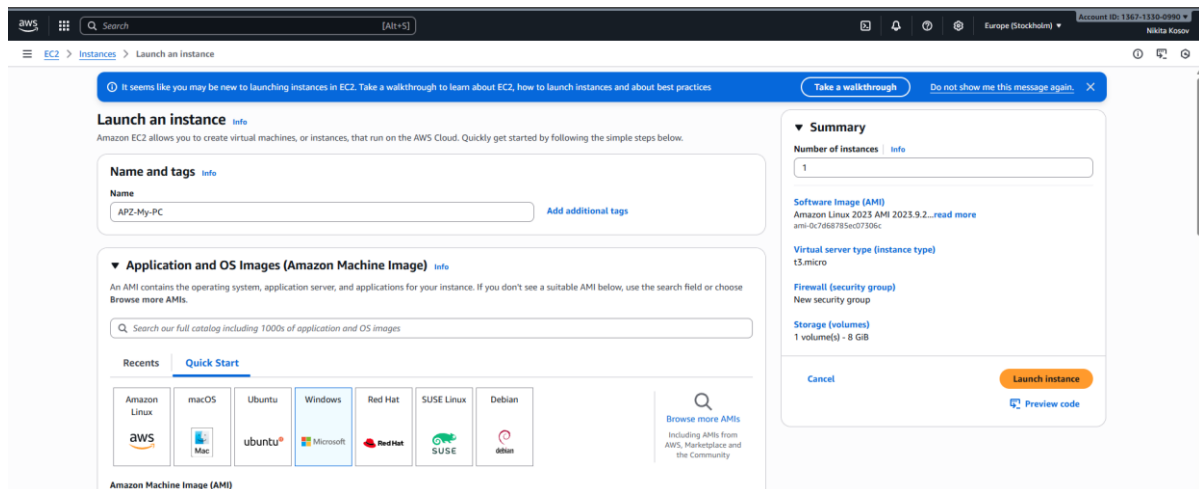 aws
Search [Alt+S]
Europe (Stockholm) ▼
Account ID: 1367-1330-0990 ▼
Nikita Kosov
EC2 > Instances > Launch an instance
It seems like you may be new to launching instances in EC2. Take a walkthrough to learn about EC2, how to launch instances and about best practices
Take a walkthrough
Do not show me this message again.
Launch an instance Info
Amazon EC2 allows you to create virtual machines, or instances, that run on the AWS Cloud. Quickly get started by following the simple steps below.
Name and tags Info
Name
APZ-My-PC
Add additional tags
▼ Application and OS Images (Amazon Machine Image) Info
An AMI contains the operating system, application server, and applications for your instance. If you don't see a suitable AMI below, use the search field or choose
Browse more AMIs.
Search our full catalog including 1000s of application and OS images
Recents
Quick Start
Amazon
Linux
aws
macOS
Mac
Ubuntu
ubuntu
Windows
Microsoft
Red Hat
Red Hat
SUSE Linux
SUSE
Debian
debian
Browse more AMIs
Including AMIs from
AWS, Marketplace and
the Community
Amazon Machine Image (AMI)
▼ Summary
Number of instances Info
1
Software Image (AMI)
Amazon Linux 2023 AMI 2023.9.2...read more
ami-0c7d68785ec07306c
Virtual server type (instance type)
t3.micro
Firewall (security group)
New security group
Storage (volumes)
1 volume(s) - 8 GiB
Cancel
Launch instance
Preview code